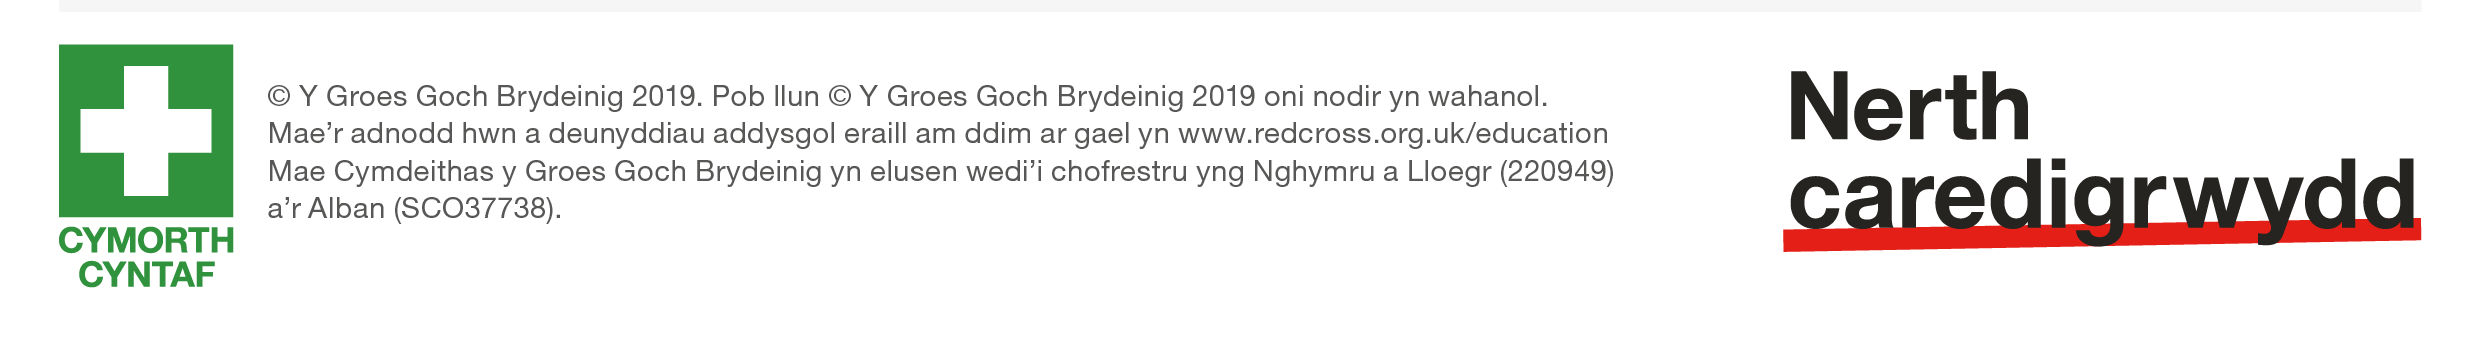 CYMORTH
CYNTAF
© Y Groes Goch Brydeinig 2019. Pob llun © Y Groes Goch Brydeinig 2019 oni nodir yn wahanol.
Mae’r adnodd hwn a deunyddiau addysgol eraill am ddim ar gael yn www.redcross.org.uk/education
Mae Cymdeithas y Groes Goch Brydeinig yn elusen wedi’i chofrestru yng Nghymru a Lloegr (220949)
a’r Alban (SCO37738).
Nerth
caredigrwydd